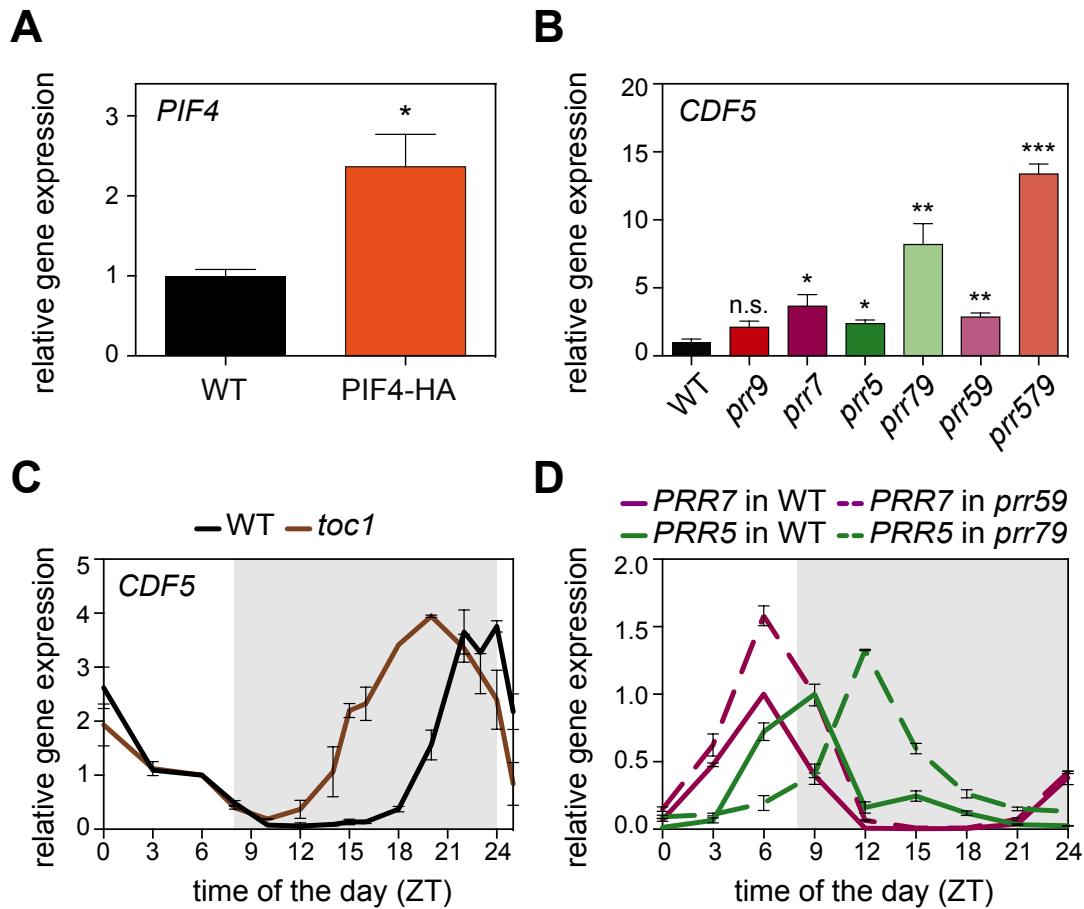 A
relative gene expression
3
2
1
0
PIF4
*
WT
PIF4-HA
B
relative gene expression
20
15
10
5
0
CDF5
n.s.
*
*
**
**
***
WT
prr9
prr7
prr5
prr79
prr59
prr579
C
WT
toc1
relative gene expression
5
4
3
2
1
0
CDF5
0 3 6 9 12 15 18 21 24
time of the day (ZT)
D
PRR7 in WT
PRR7 in prr59
PRR5 in WT
PRR5 in prr79
relative gene expression
2.0
1.5
1.0
0.5
0.0
0 3 6 9 12 15 18 21 24
time of the day (ZT)